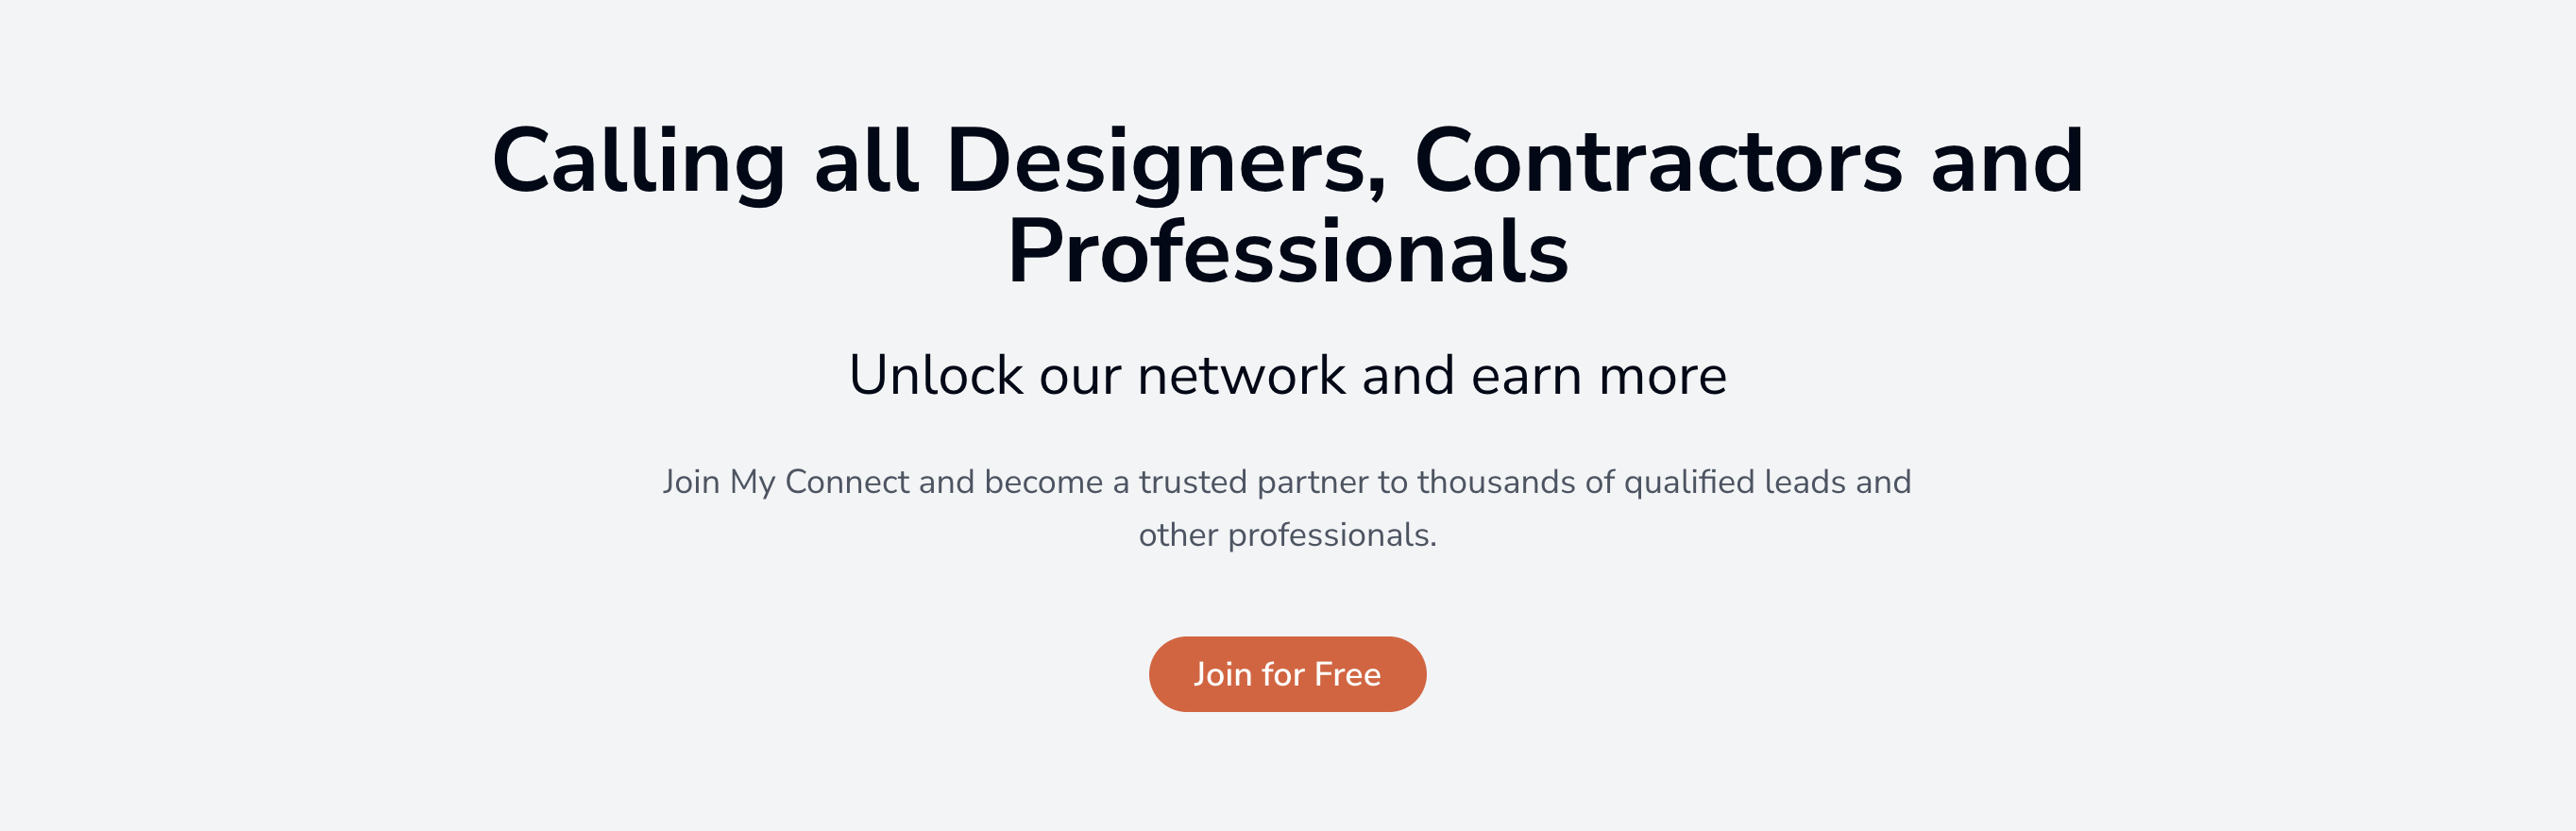 Calling all Designers, Contractors and
Professionals
Unlock our network and earn more
Join My Connect and become a trusted partner to thousands of qualified leads and
other professionals.
Join for Free